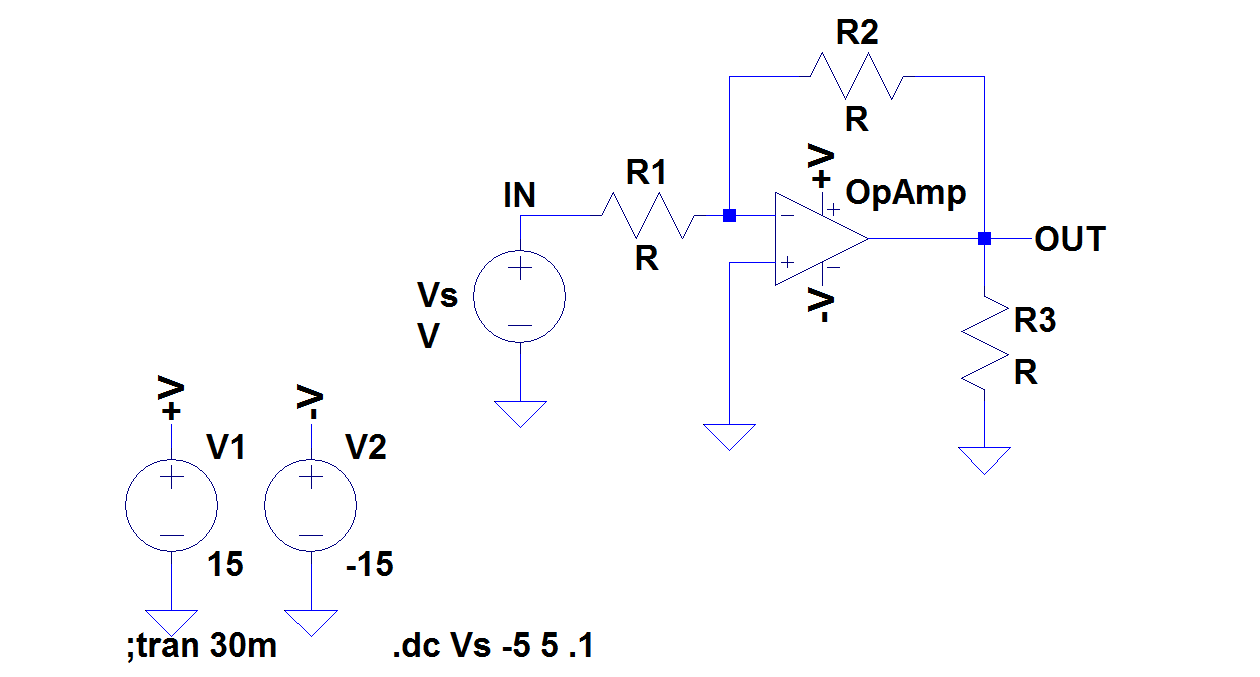 R2
R
+V
OpAmp
-V
R1
R
IN
Vs
V
OUT
R3
R
+V
V1
15
-V
V2
-15
;tran 30m
.dc Vs -5 5 .1